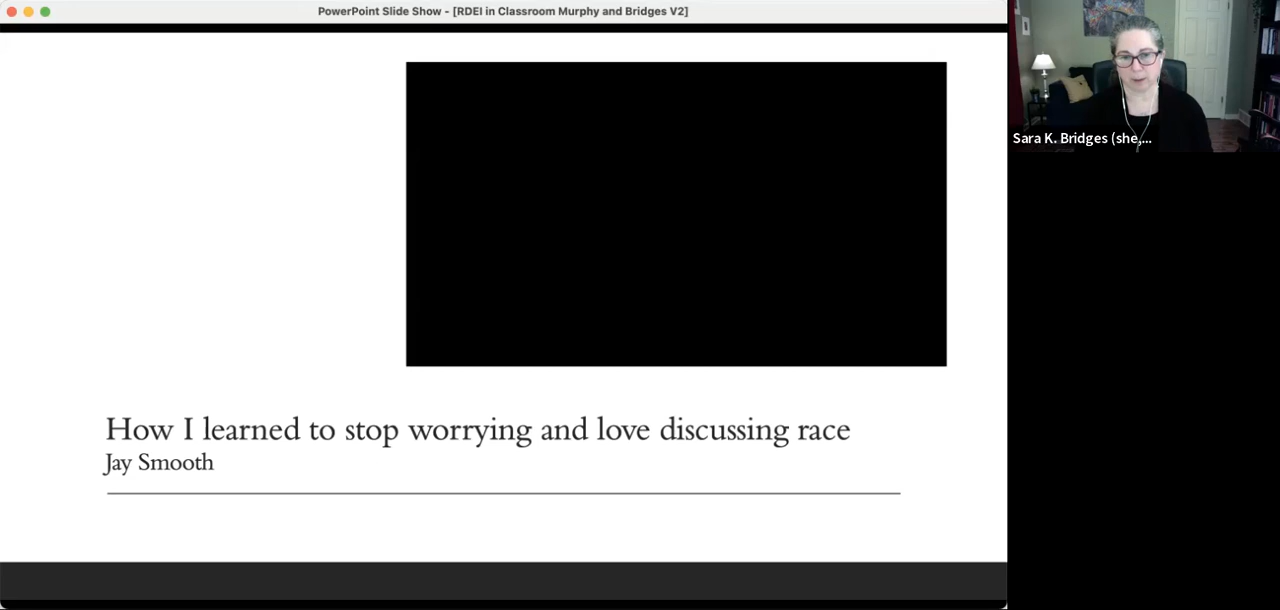 PowerPoint Slide Show - [RDEI in Classroom Murphy and Bridges V2]
Sara K. Bridges (she,...
How I learned to stop worrying and love discussing race
Jay Smooth